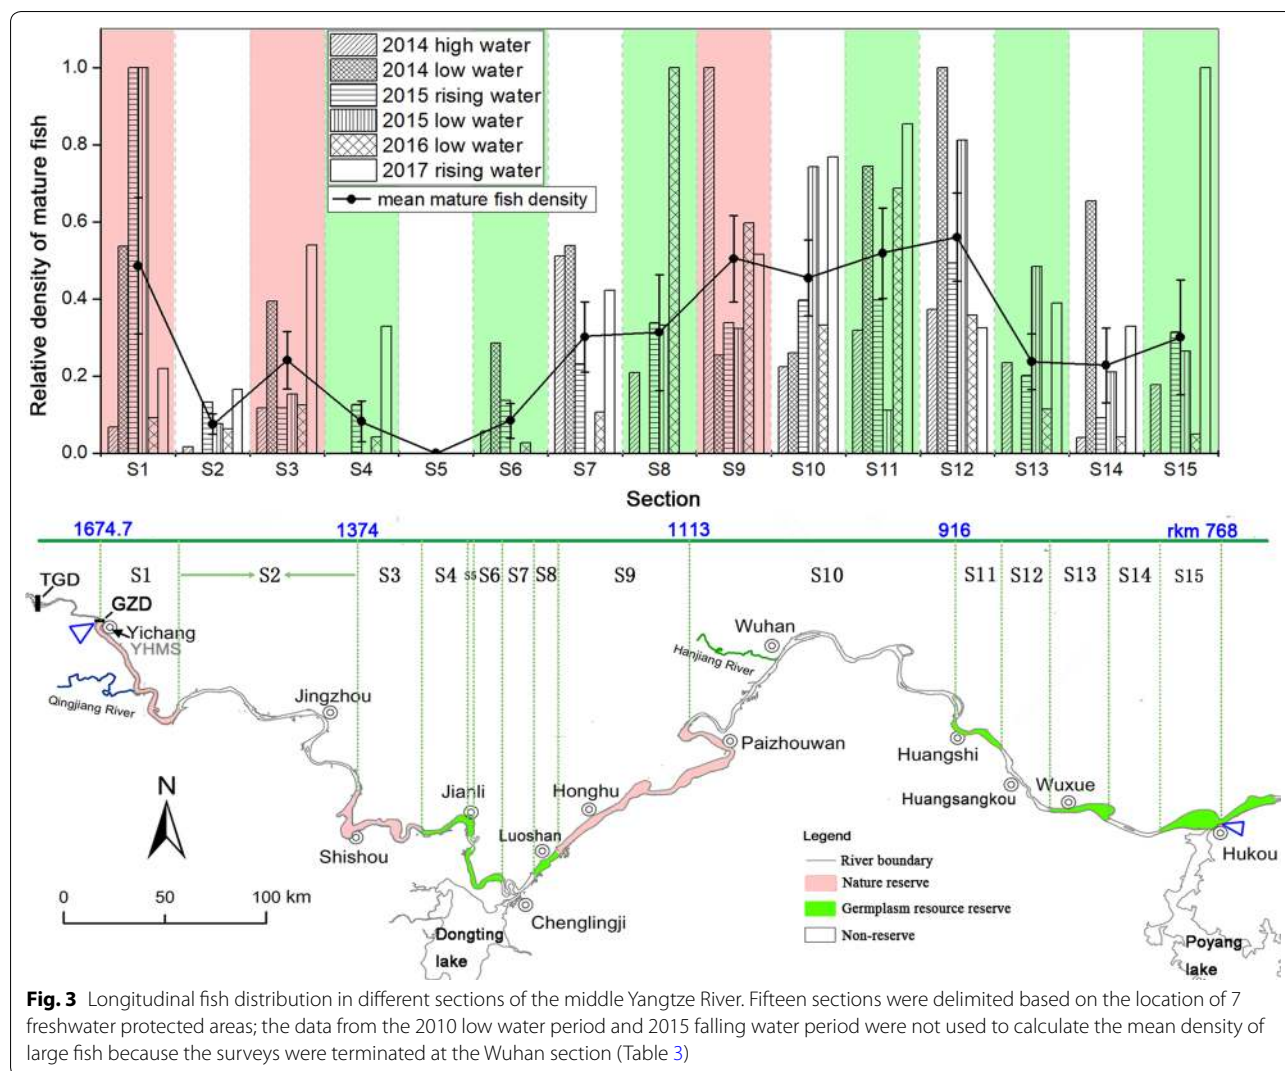 Relative density of mature fish
1.0
0.8
0.6
0.4
0.2
0.0
2014 high water
2014 low water
2015 rising water
2015 low water
2016 low water
2017 rising water
mean mature fish density
S1 S2 S3 S4 S5 S6 S7 S8 S9 S10 S11 S12 S13 S14 S15
Section
1674.7 1374 1113 916 rkm 768
S1 S2 S3 S4 S5 S6 S7 S8 S9 S10 S11 S12 S13 S14 S15
TGD
GZD
Yichang
YHMS
Qingjiang River
Jingzhou
Wuhan
Hanjiang River
Paizhouwan
Huangshi
Huangsangkou
Wuxue
Jianli
Honghu
Luoshan
Shishou
Chenglingji
Dongting
lake
Hukou
Poyang
lake
N
0 50 100 km
Legend
River boundary
Nature reserve
Germplasm resource reserve
Non-reserve
Fig. 3 Longitudinal fish distribution in different sections of the middle Yangtze River. Fifteen sections were delimited based on the location of 7
freshwater protected areas; the data from the 2010 low water period and 2015 falling water period were not used to calculate the mean density of
large fish because the surveys were terminated at the Wuhan section (Table 3)